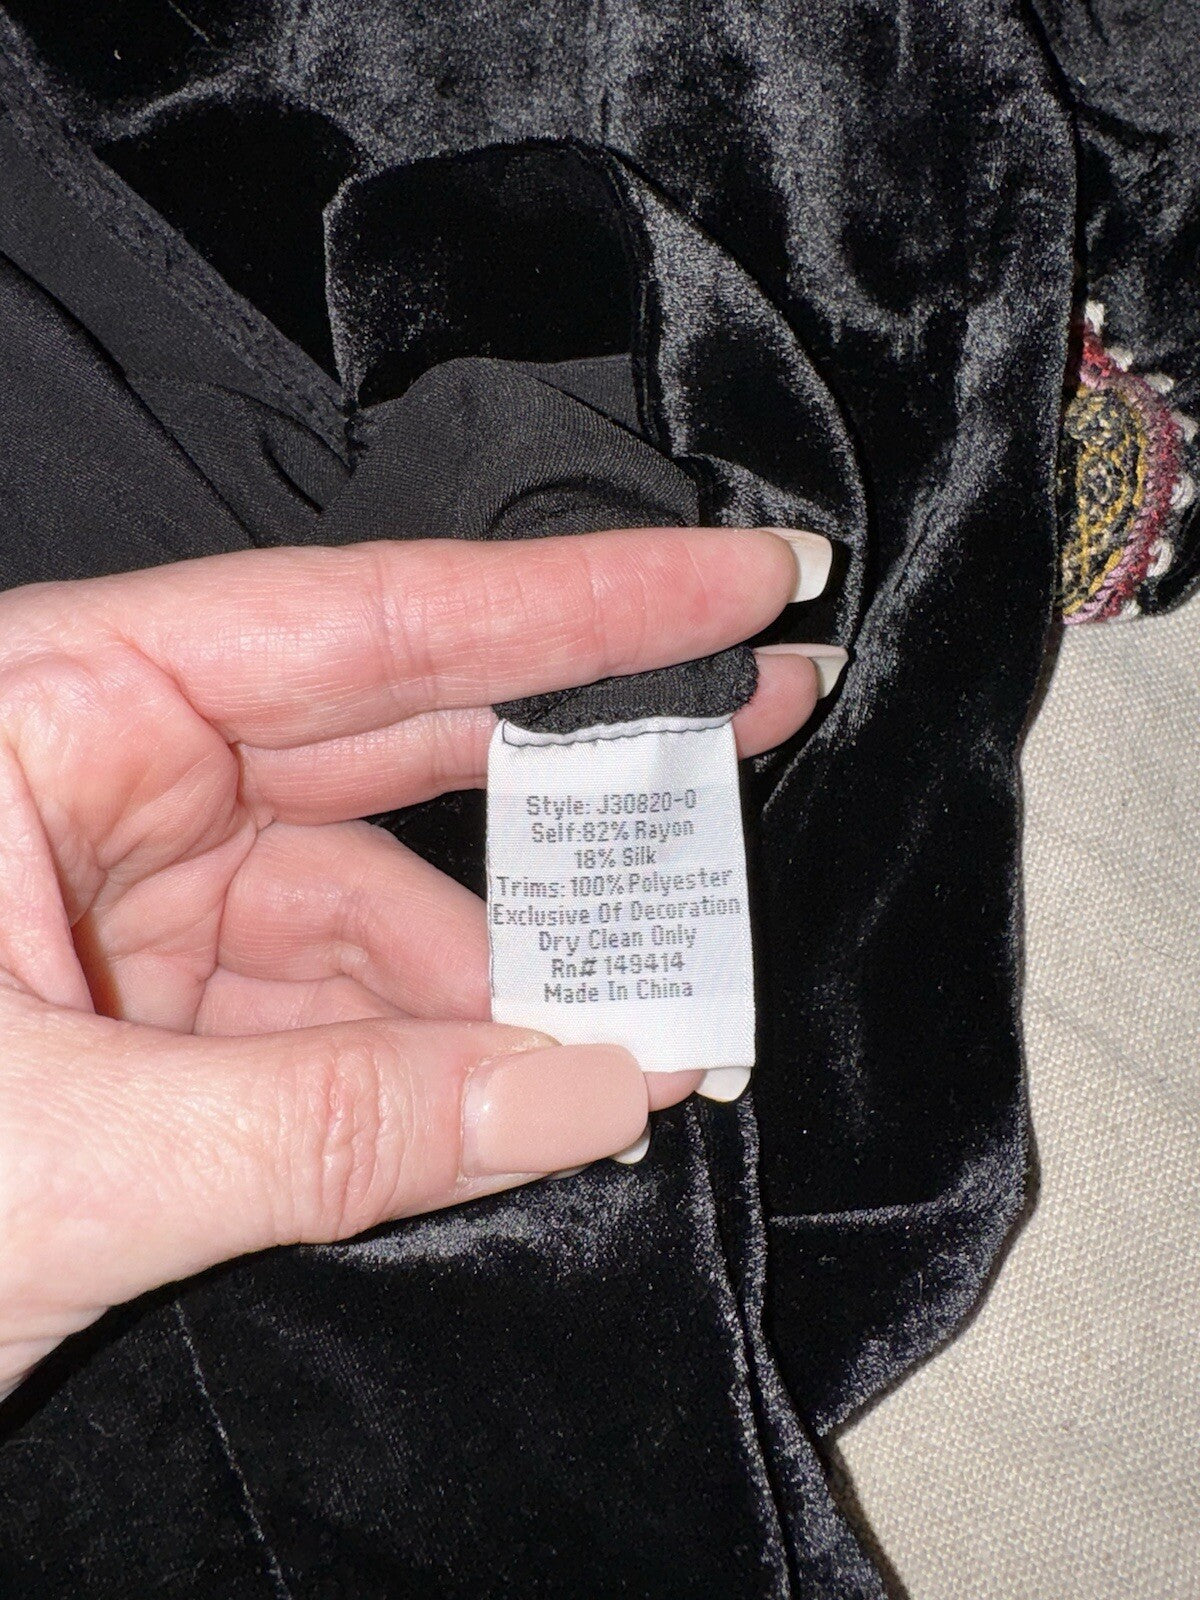 Style: J30820-0
Self:82% Rayon
18% Silk
Trims: 100% Polyester
Exclusive Of Decoration
Dry Clean Only
Rn# 149414
Made In China